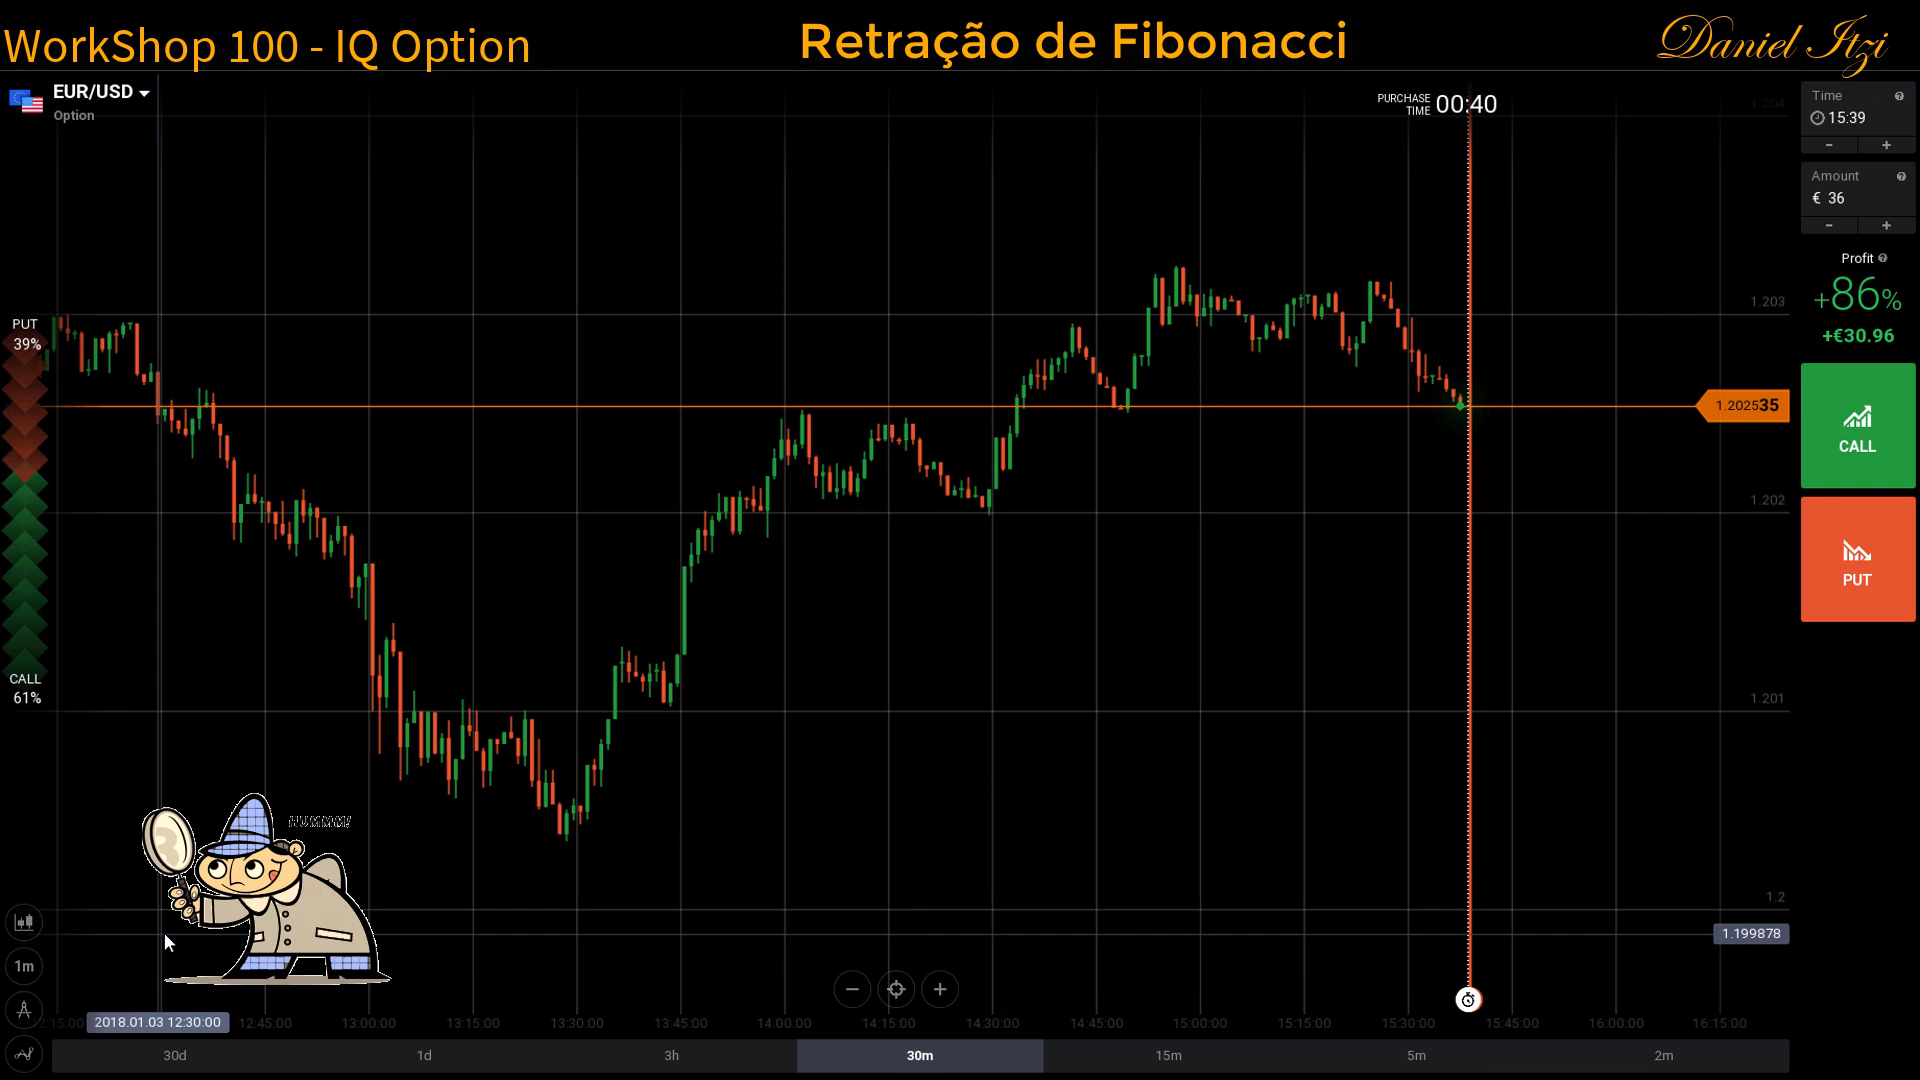 WorkShop 100 - IQ Option
Retração de Fibonacci
Daniel Itzi
EUR/USD
Option
PURCHASE
TIME 00:40
1.204
Time
15:39
- +
Amount
€ 36
- +
Profit
+86%
+€30.96
CALL
PUT
PUT
39%
CALL
61%
1.203
1.202535
1.202
1.201
1.2
1.199878
HUMMM!
1m
- +
2018.01.03 12:30:00
12:45:00 13:00:00 13:15:00 13:30:00 13:45:00 14:00:00 14:15:00 14:30:00 14:45:00 15:00:00 15:15:00 15:30:00 15:45:00 16:00:00 16:15:00
30d 1d 3h 30m 15m 5m 2m